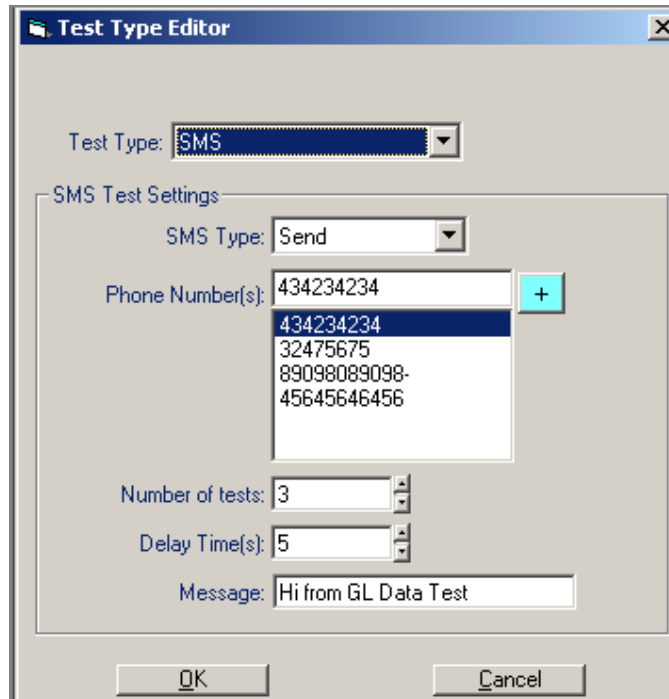 Test Type Editor
Test Type: SMS
SMS Test Settings
SMS Type: Send
Phone Number(s): 434234234 +
434234234
32475675
89098089098-
45645646456
Number of tests: 3
Delay Time(s): 5
Message: Hi from GL Data Test
OK Cancel